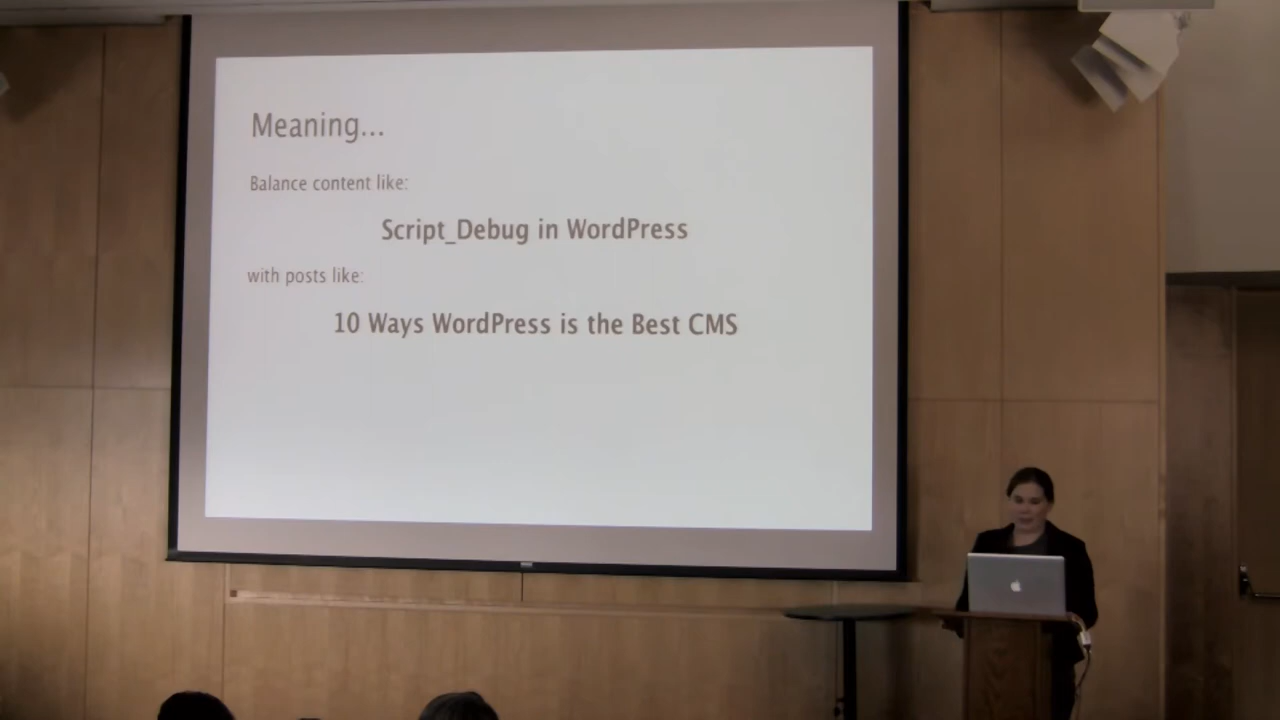 Meaning...
Balance content like:
Script_Debug in WordPress
with posts like:
10 Ways WordPress is the Best CMS